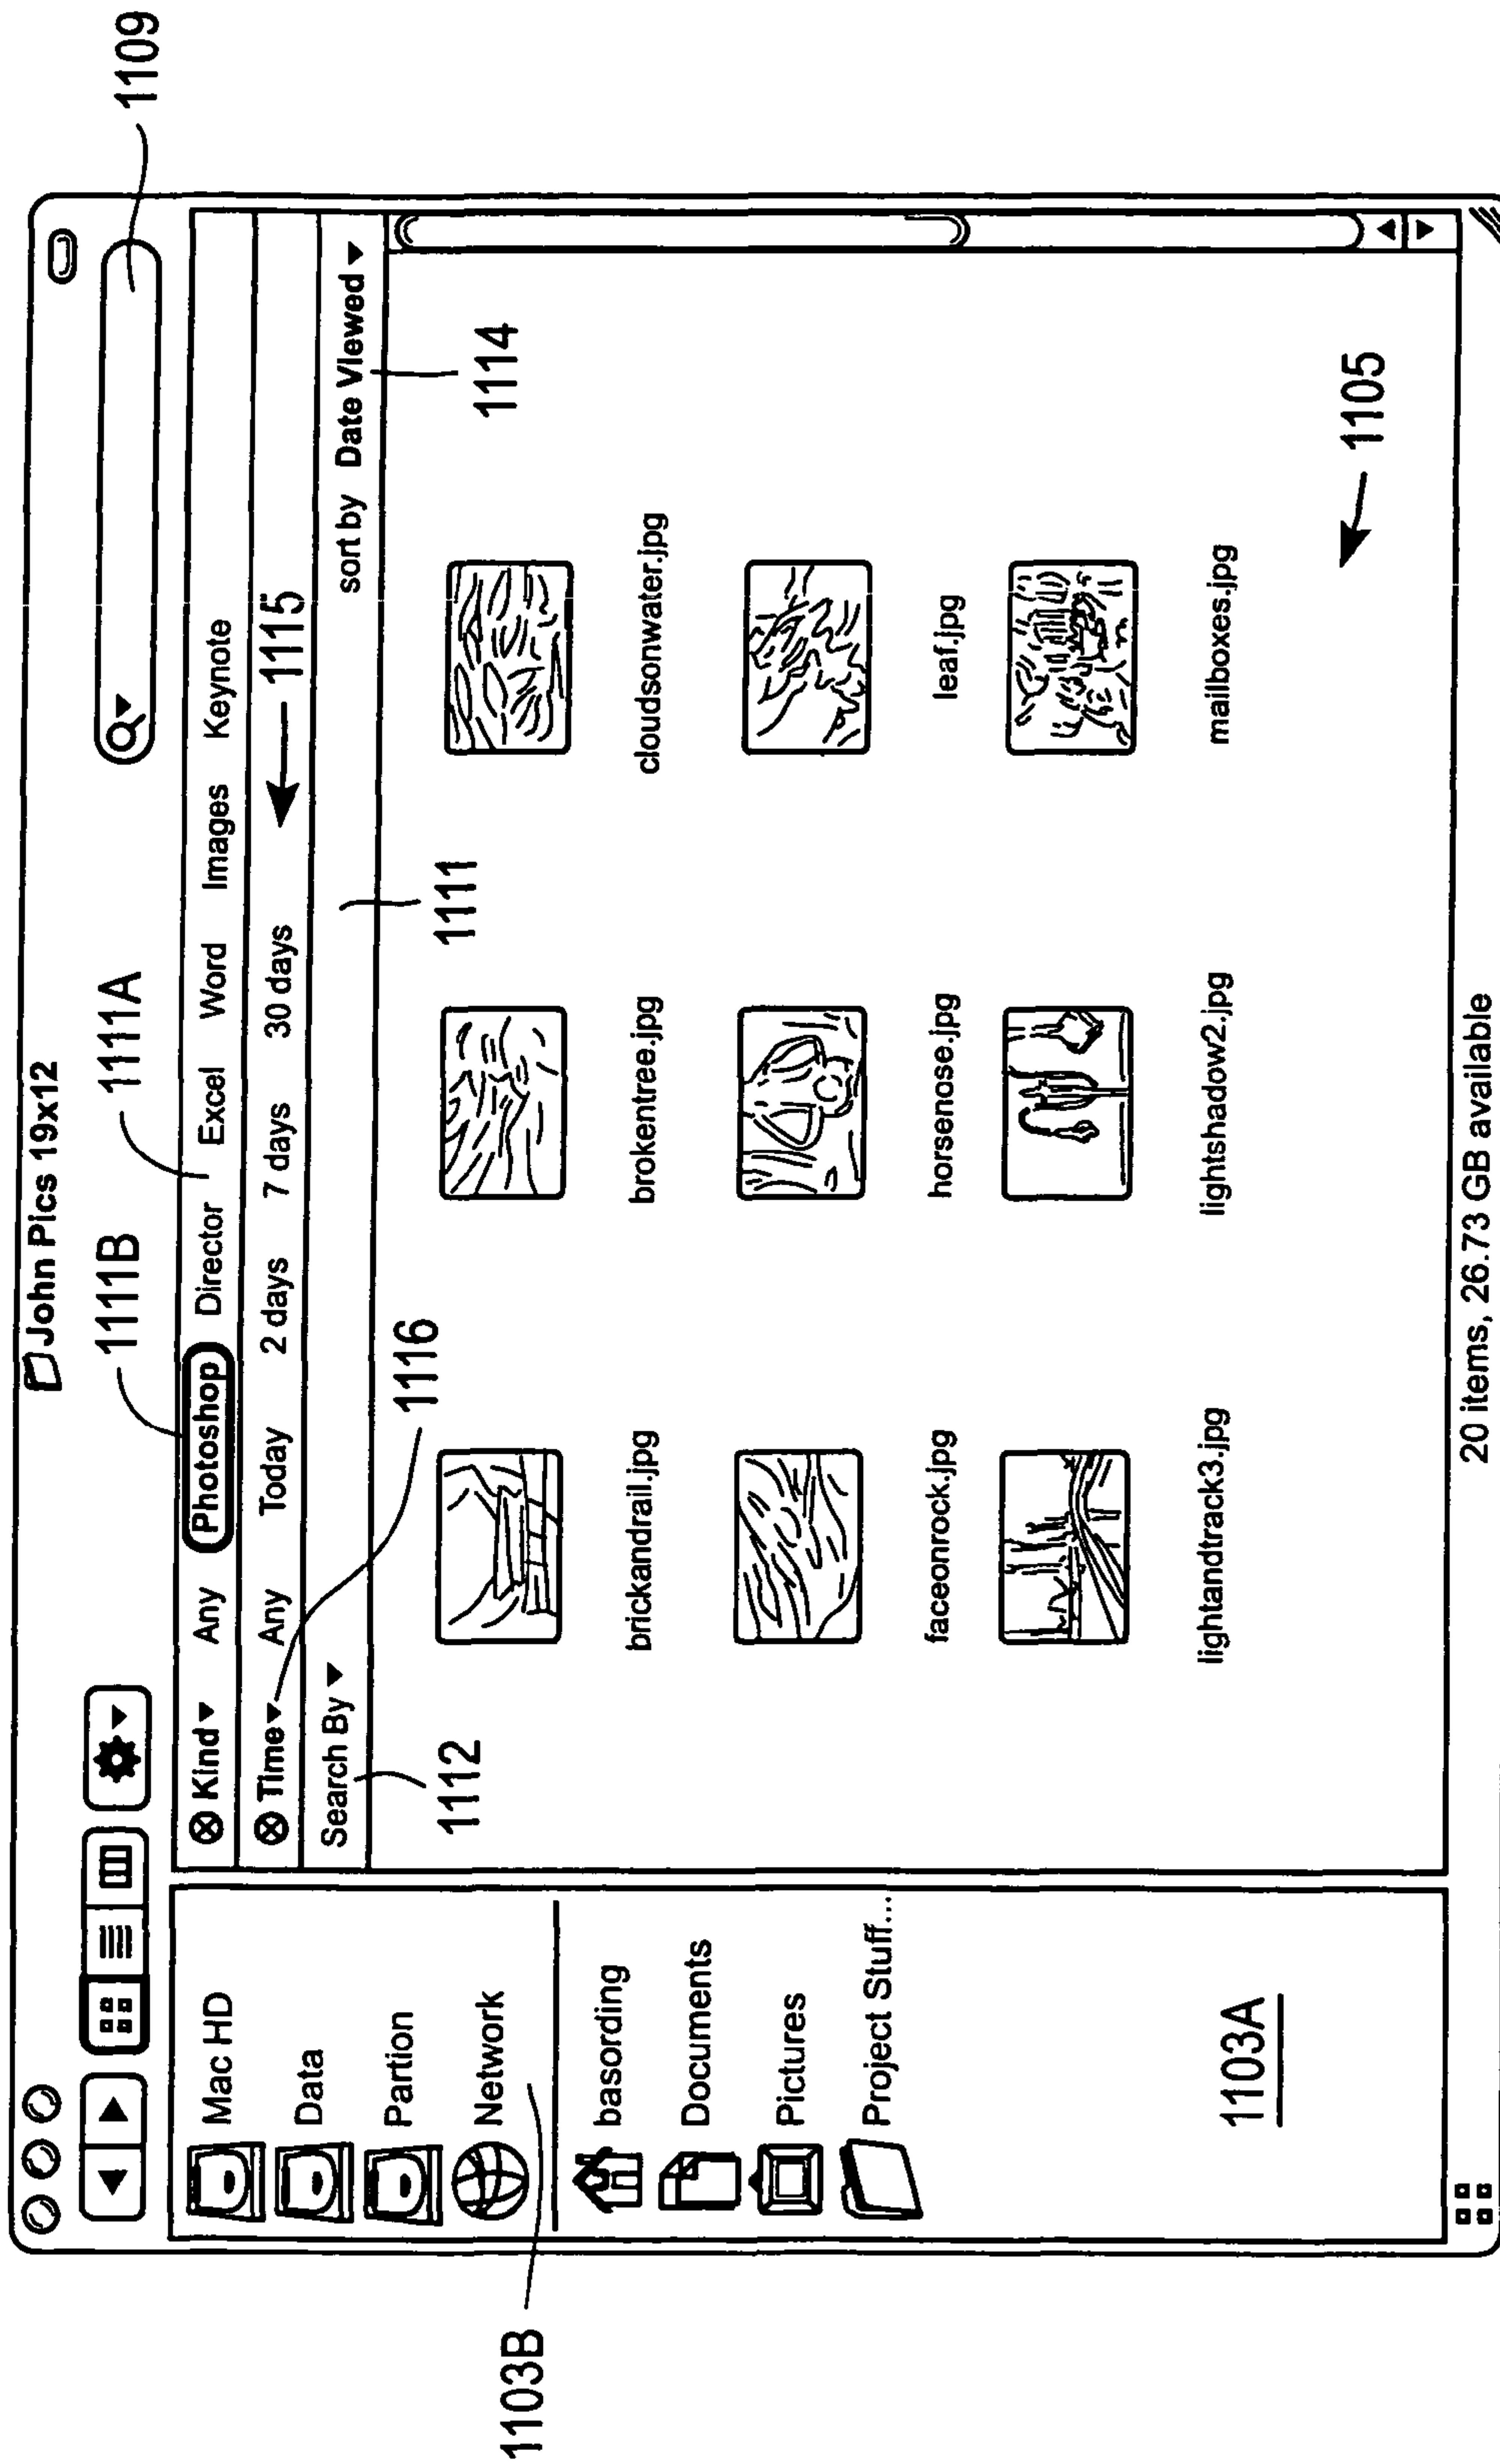 1109
John Pics 19x12
1111B
1111A
Kind Any Photoshop Director Excel Word Images Keynote
Time Any Today 2 days 7 days 30 days
1115
Search By
sort by Date Viewed
1116
1112
1111
1114
Mac HD
Data
Partion
Network
1103B
basording
Documents
Pictures
Project Stuff...
1103A
brickandrail.jpg brokentree.jpg cloudsonwater.jpg
faceonrock.jpg horsenose.jpg leaf.jpg
lightandtrack3.jpg lightshadow2.jpg mailboxes.jpg
1105
20 items, 26.73 GB available